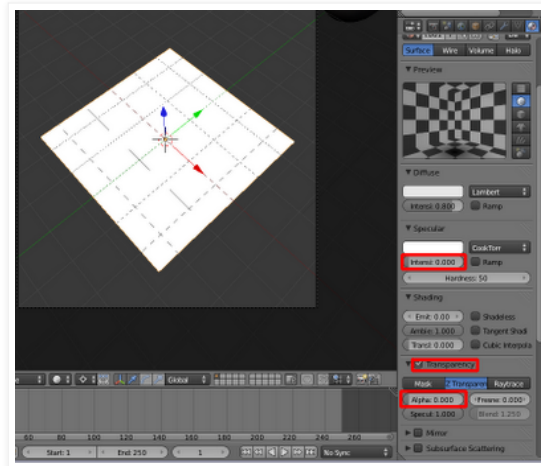 Surface Wire Volume Halo
Preview
Diffuse
Lambert
Intensi: 0.800 Ramp
Specular
CookTorr
Intensi: 0.000 Ramp
Hardness: 50
Shading
Emit: 0.00 Shadeless
Ambie: 1.000 Tangent Shadi
Transl: 0.000 Cubic Interpola
Transparency
Mask Z Transparen Raytrace
Alpha: 0.000 Fresne: 0.000
Specul: 1.000 Blend: 1.250
Mirror
Subsurface Scattering
Global
60 80 100 120 140 160 180 200 220 240 260
Start: 1 End: 250 1 No Sync